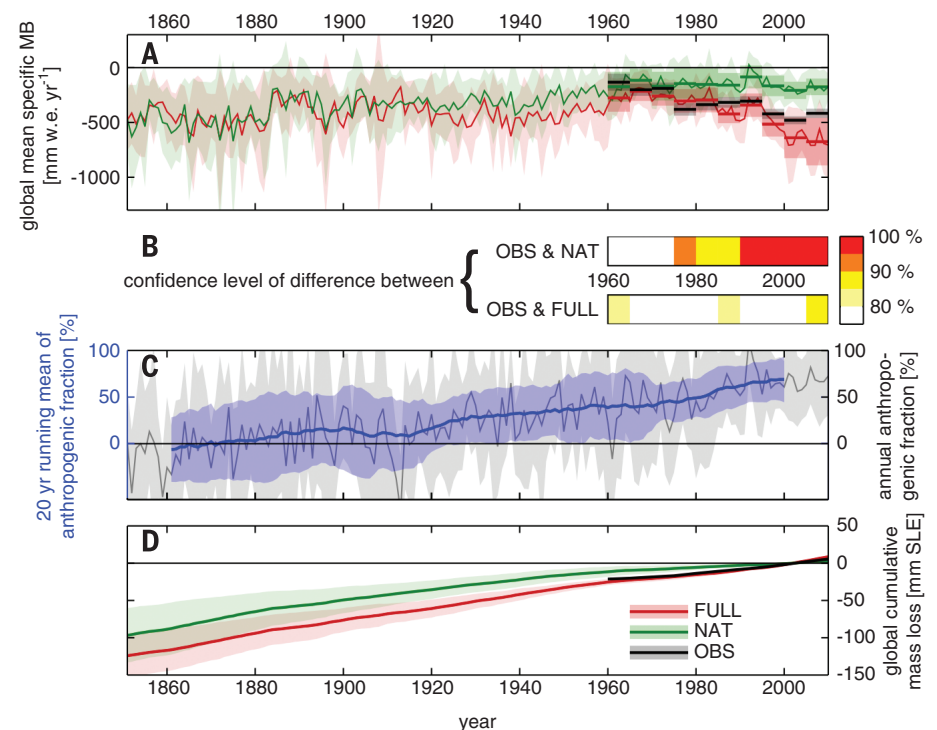 1860 1880 1900 1920 1940 1960 1980 2000
A
global mean specific MB
[mm w.e. yr-1]
0
-500
-1000
B
confidence level of difference between {
OBS & NAT
1960 1980 2000
OBS & FULL
100 %
90 %
80 %
C
20 yr running mean of
anthropogenic fraction [%]
100
50
0
100
50
0
annual anthropo-
genic fraction [%]
D
50
0
-50
-100
-150
global cumulative
mass loss [mm SLE]
FULL
NAT
OBS
1860 1880 1900 1920 1940 1960 1980 2000
year